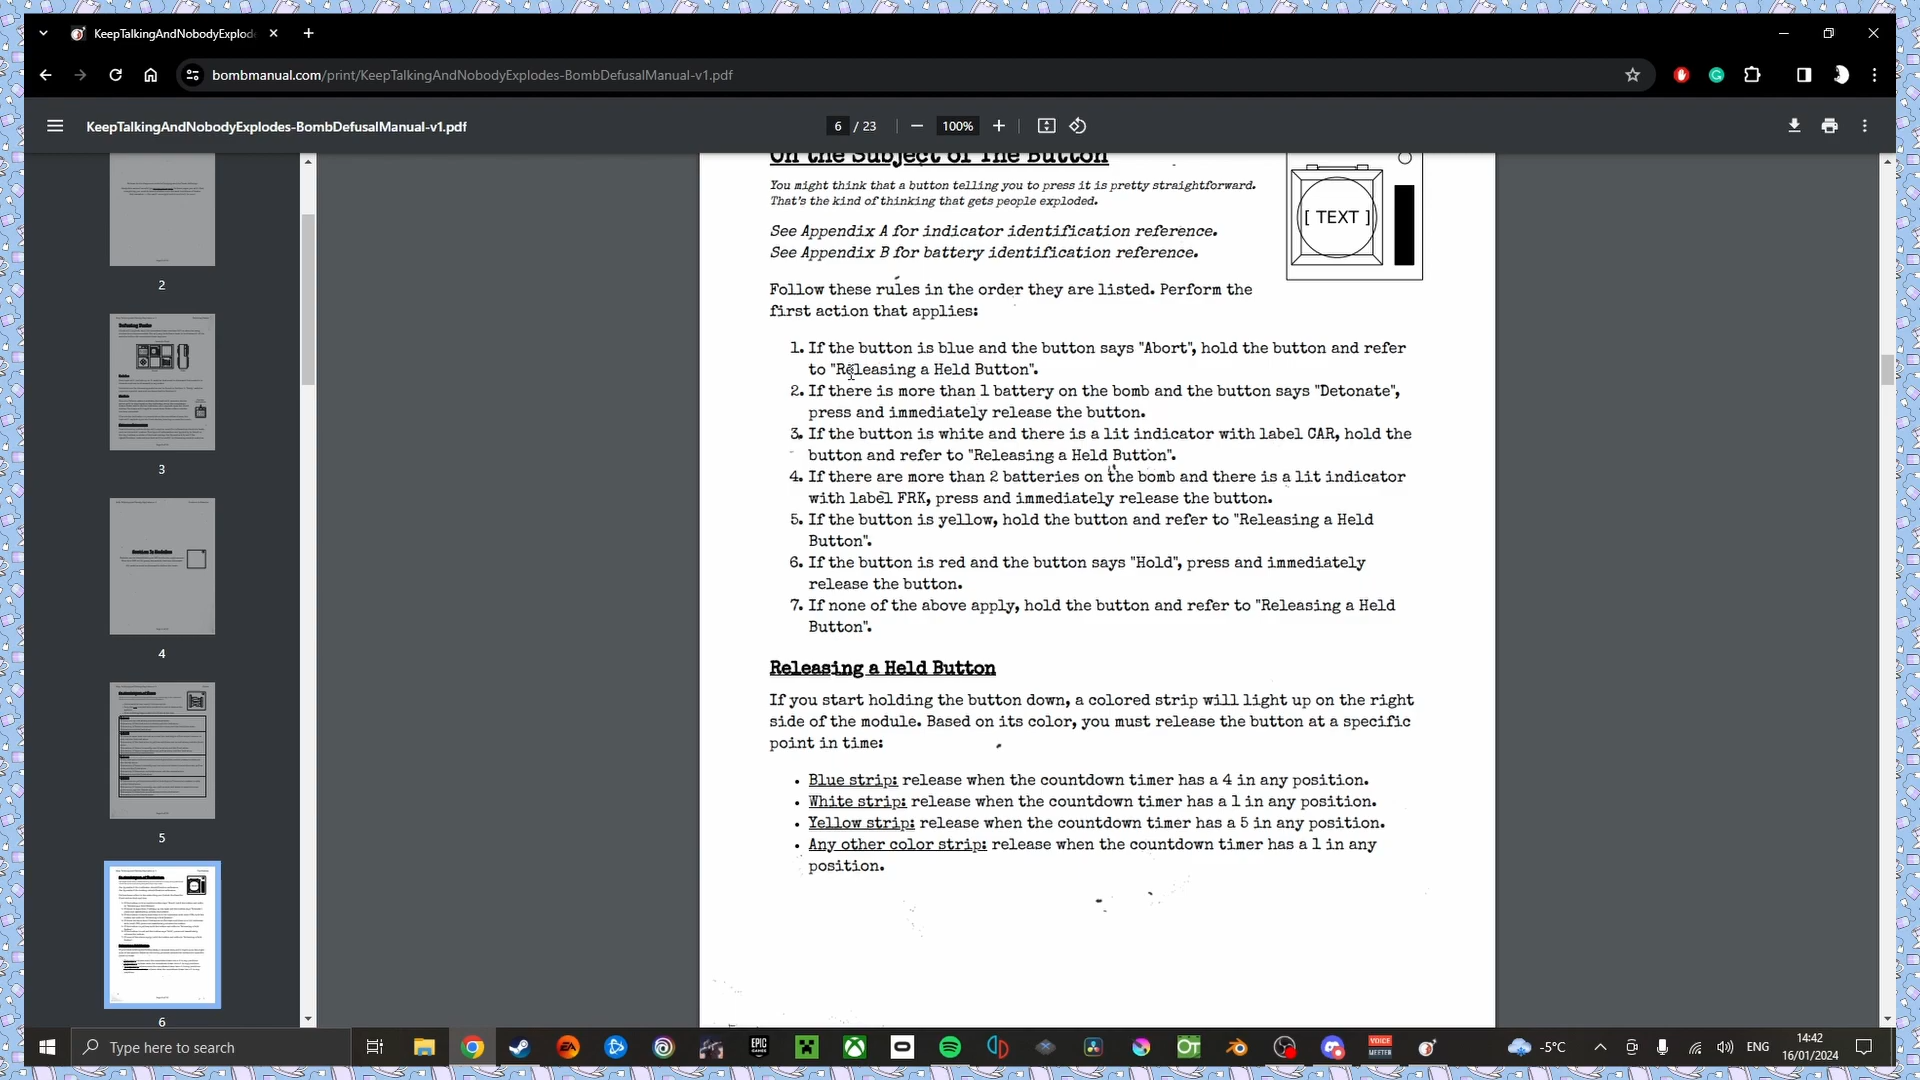 KeepTalkingAndNobodyExplod
bombmanual.com/print/KeepTalkingAndNobodyExplodes-BombDefusalManual-v1.pdf
KeepTalkingAndNobodyExplodes-BombDefusalManual-v1.pdf
6 / 23
100%
2
3
4
5
6
On the Subject of The Button
You might think that a button telling you to press it is pretty straightforward.
That's the kind of thinking that gets people exploded.
[ TEXT ]
See Appendix A for indicator identification reference.
See Appendix B for battery identification reference.
Follow these rules in the order they are listed. Perform the
first action that applies:
1. If the button is blue and the button says "Abort", hold the button and refer
to "Releasing a Held Button".
2. If there is more than 1 battery on the bomb and the button says "Detonate",
press and immediately release the button.
3. If the button is white and there is a lit indicator with label CAR, hold the
button and refer to "Releasing a Held Button".
4. If there are more than 2 batteries on the bomb and there is a lit indicator
with label FRK, press and immediately release the button.
5. If the button is yellow, hold the button and refer to "Releasing a Held
Button".
6. If the button is red and the button says "Hold", press and immediately
release the button.
7. If none of the above apply, hold the button and refer to "Releasing a Held
Button".
Releasing a Held Button
If you start holding the button down, a colored strip will light up on the right
side of the module. Based on its color, you must release the button at a specific
point in time:
• Blue strip: release when the countdown timer has a 4 in any position.
• White strip: release when the countdown timer has a 1 in any position.
• Yellow strip: release when the countdown timer has a 5 in any position.
• Any other color strip: release when the countdown timer has a 1 in any
position.
Type here to search
EA
EPIC
GAMES
OT
VOICE
MEETER
-5°C
ENG
14:42
16/01/2024